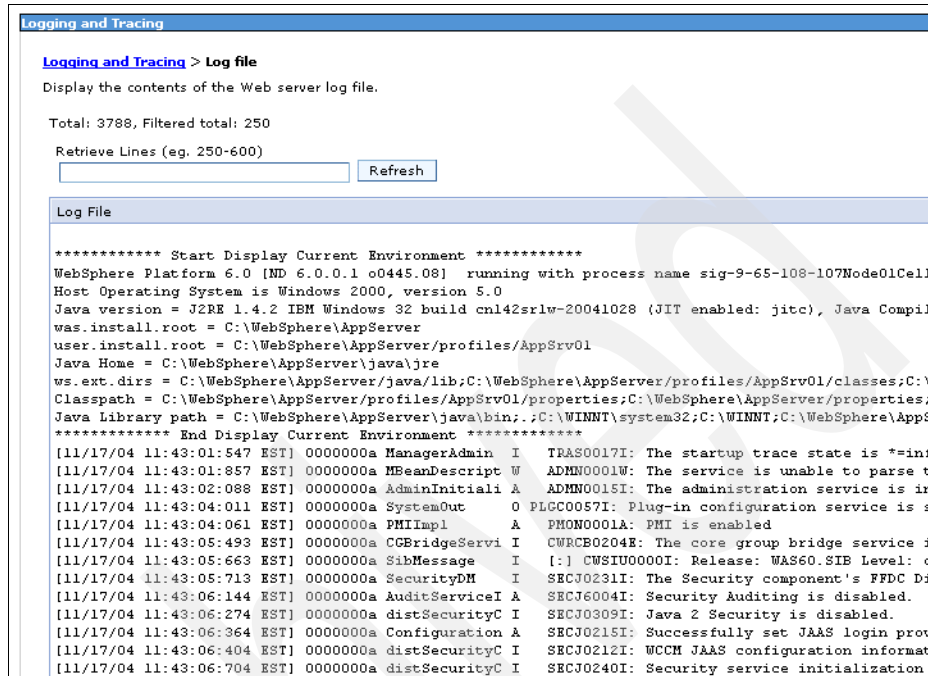 Logging and Tracing
Logging and Tracing > Log file
Display the contents of the Web server log file.
Total: 3788, Filtered total: 250
Retrieve Lines (eg. 250-600)
Refresh
Log File
************ Start Display Current Environment ************
WebSphere Platform 6.0 [ND 6.0.0.1 o0445.08]  running with process name sig-9-65-108-107Node01Cell
Host Operating System is Windows 2000, version 5.0
Java version = J2RE 1.4.2 IBM Windows 32 build cn142srlw-20041028 (JIT enabled: jitc), Java Compil
was.install.root = C:\WebSphere\AppServer
user.install.root = C:\WebSphere\AppServer/profiles/AppSrv01
Java Home = C:\WebSphere\AppServer\java\jre
ws.ext.dirs = C:\WebSphere\AppServer/java/lib;C:\WebSphere\AppServer/profiles/AppSrv01/classes;C:\
Classpath = C:\WebSphere\AppServer/profiles/AppSrv01/properties;C:\WebSphere\AppServer/properties;
Java Library path = C:\WebSphere\AppServer\java\bin;.;C:\WINNT\system32;C:\WINNT;C:\WebSphere\AppS
************* End Display Current Environment *************
[11/17/04 11:43:01:547 EST] 0000000a ManagerAdmin  I   TRAS0017I: The startup trace state is *=inf
[11/17/04 11:43:01:857 EST] 0000000a MBeanDescript W   ADMN0001W: The service is unable to parse t
[11/17/04 11:43:02:088 EST] 0000000a AdminInitiali A   ADMN0015I: The administration service is in
[11/17/04 11:43:04:011 EST] 0000000a SystemOut     O PLGC0057I: Plug-in configuration service is s
[11/17/04 11:43:04:061 EST] 0000000a PMIImpl       A   PMON0001A: PMI is enabled
[11/17/04 11:43:05:493 EST] 0000000a CGBridgeServi I   CWRCB0204E: The core group bridge service i
[11/17/04 11:43:05:663 EST] 0000000a SibMessage    I   [:] CWSIU0000I: Release: WAS60.SIB Level: o
[11/17/04 11:43:05:713 EST] 0000000a SecurityDM    I   SECJ0231I: The Security component's FFDC Di
[11/17/04 11:43:06:144 EST] 0000000a AuditServiceI A   SECJ6004I: Security Auditing is disabled.
[11/17/04 11:43:06:274 EST] 0000000a distSecurityC I   SECJ0309I: Java 2 Security is disabled.
[11/17/04 11:43:06:364 EST] 0000000a Configuration A   SECJ0215I: Successfully set JAAS login prov
[11/17/04 11:43:06:404 EST] 0000000a distSecurityC I   SECJ0212I: WCCM JAAS configuration informat
[11/17/04 11:43:06:704 EST] 0000000a distSecurityC I   SECJ0240I: Security service initialization